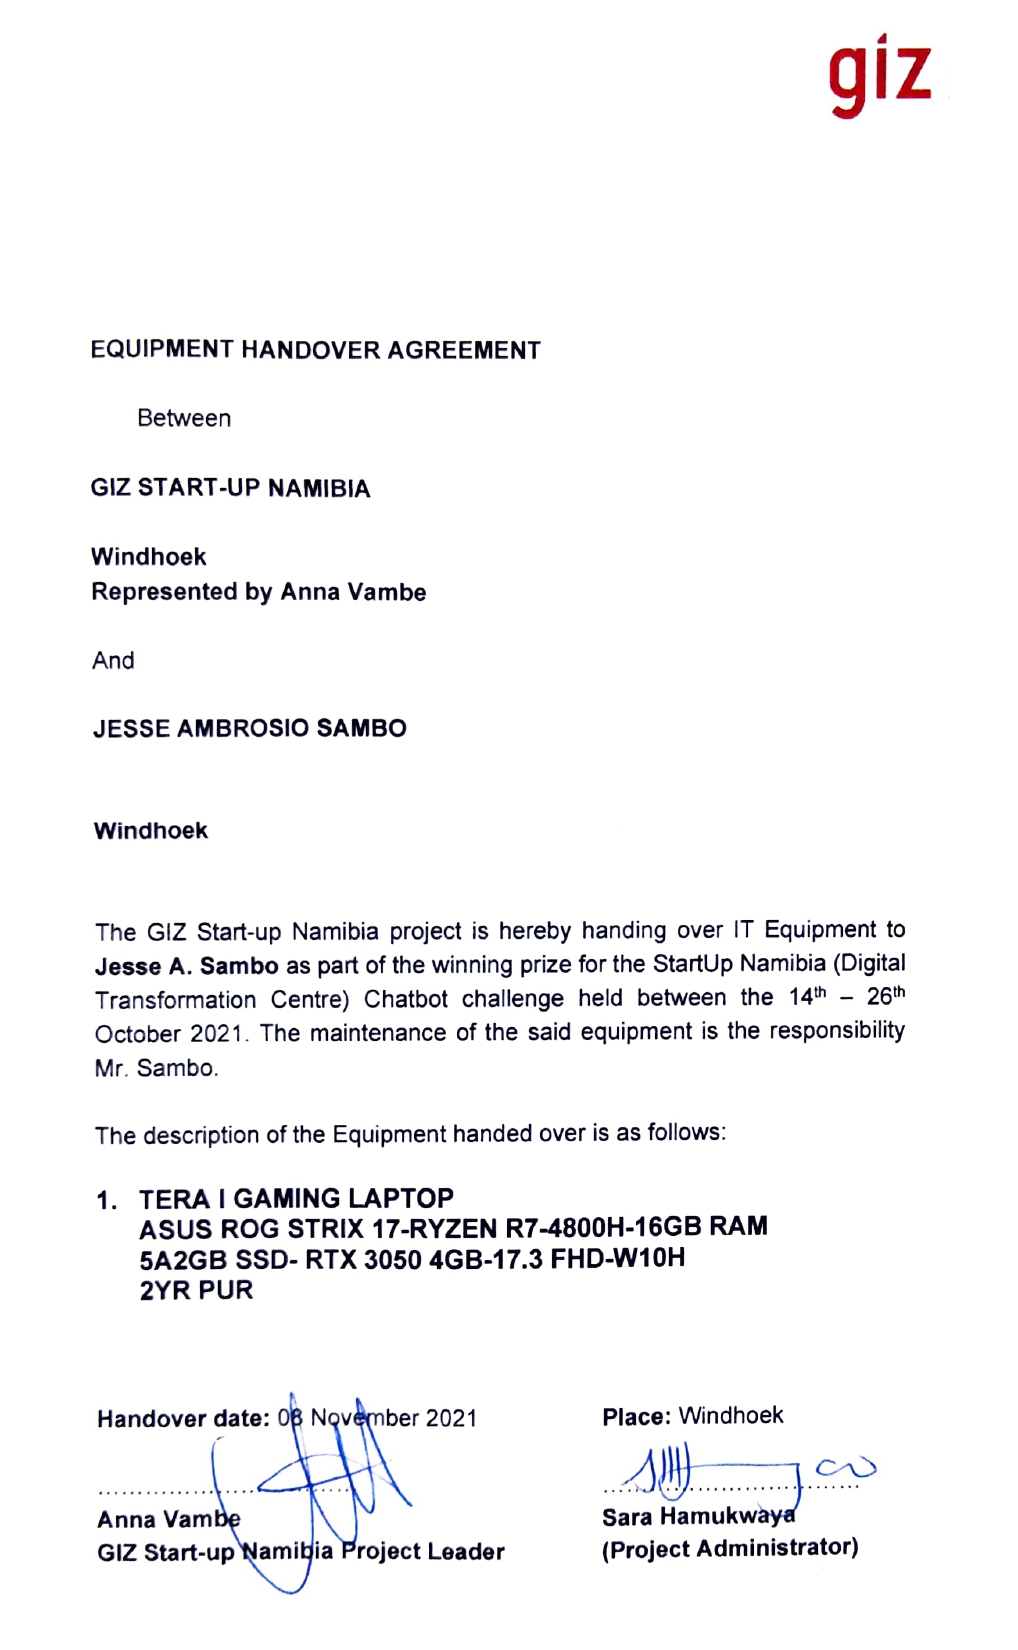 giz
EQUIPMENT HANDOVER AGREEMENT
Between
GIZ START-UP NAMIBIA
Windhoek
Represented by Anna Vambe
And
JESSE AMBROSIO SAMBO
Windhoek
The GIZ Start-up Namibia project is hereby handing over IT Equipment to
Jesse A. Sambo as part of the winning prize for the StartUp Namibia (Digital
Transformation Centre) Chatbot challenge held between the 14th – 26th
October 2021. The maintenance of the said equipment is the responsibility
Mr. Sambo.
The description of the Equipment handed over is as follows:
1. TERA I GAMING LAPTOP
ASUS ROG STRIX 17-RYZEN R7-4800H-16GB RAM
5A2GB SSD- RTX 3050 4GB-17.3 FHD-W10H
2YR PUR
Handover date: 08 November 2021 Place: Windhoek
Anna Vambe Sara Hamukwaya
GIZ Start-up Namibia Project Leader (Project Administrator)